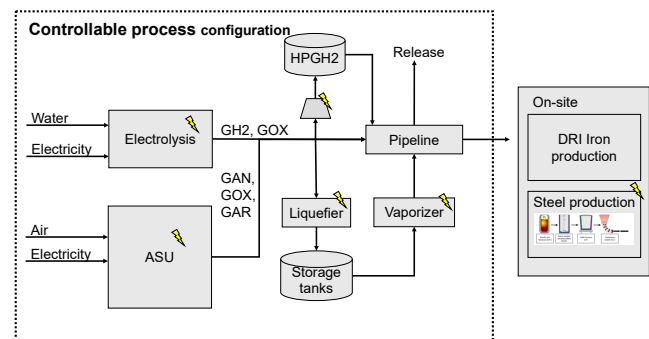 Controllable process configuration
HPGH2
Release
Water
Electricity
Electrolysis
GH2, GOX
Pipeline
GAN,
GOX,
GAR
Air
Electricity
ASU
Liquefier
Vaporizer
Storage
tanks
On-site
DRI Iron
production
Steel production